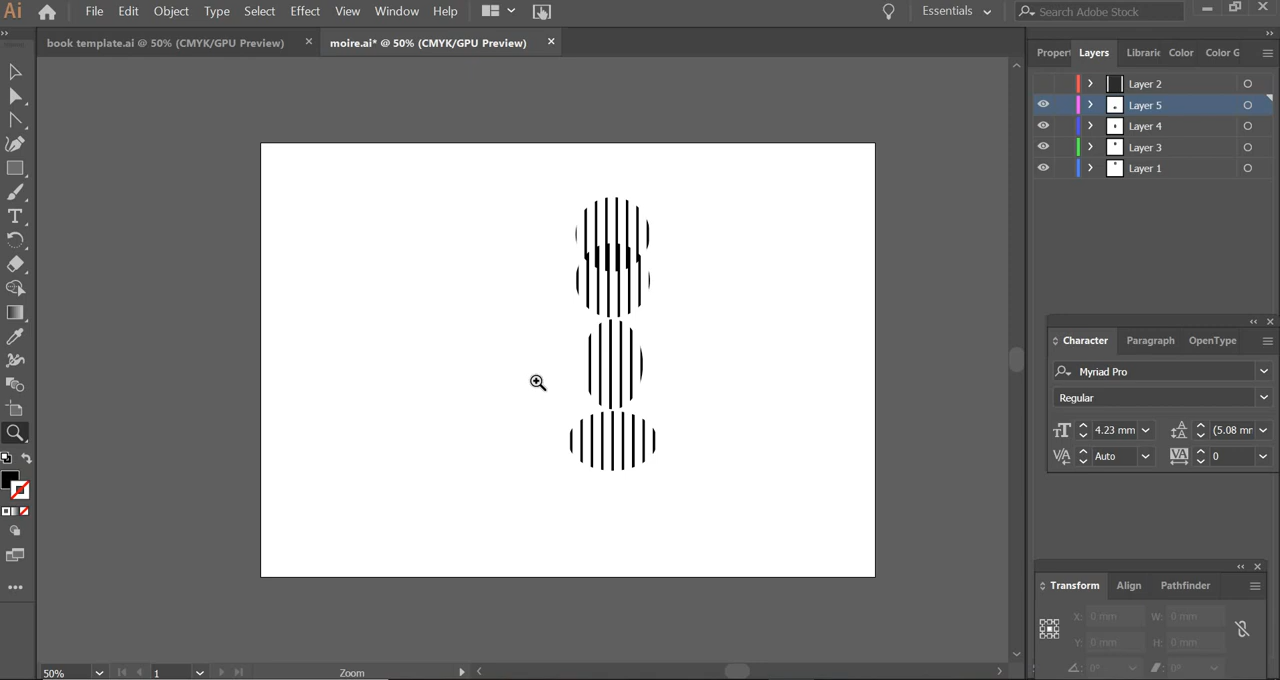 Ai File Edit Object Type Select Effect View Window Help Essentials Search Adobe Stock
book template.ai @ 50% (CMYK/GPU Preview) × moire.ai* @ 50% (CMYK/GPU Preview) ×
Propert Layers Librarie Color Color G
Layer 2
Layer 5
Layer 4
Layer 3
Layer 1
Character Paragraph OpenType
Myriad Pro
Regular
4.23 mm (5.08 mr
Auto 0
Transform Align Pathfinder
X: 0 mm W: 0 mm
Y: 0 mm H: 0 mm
0° 0°
50% 1 Zoom